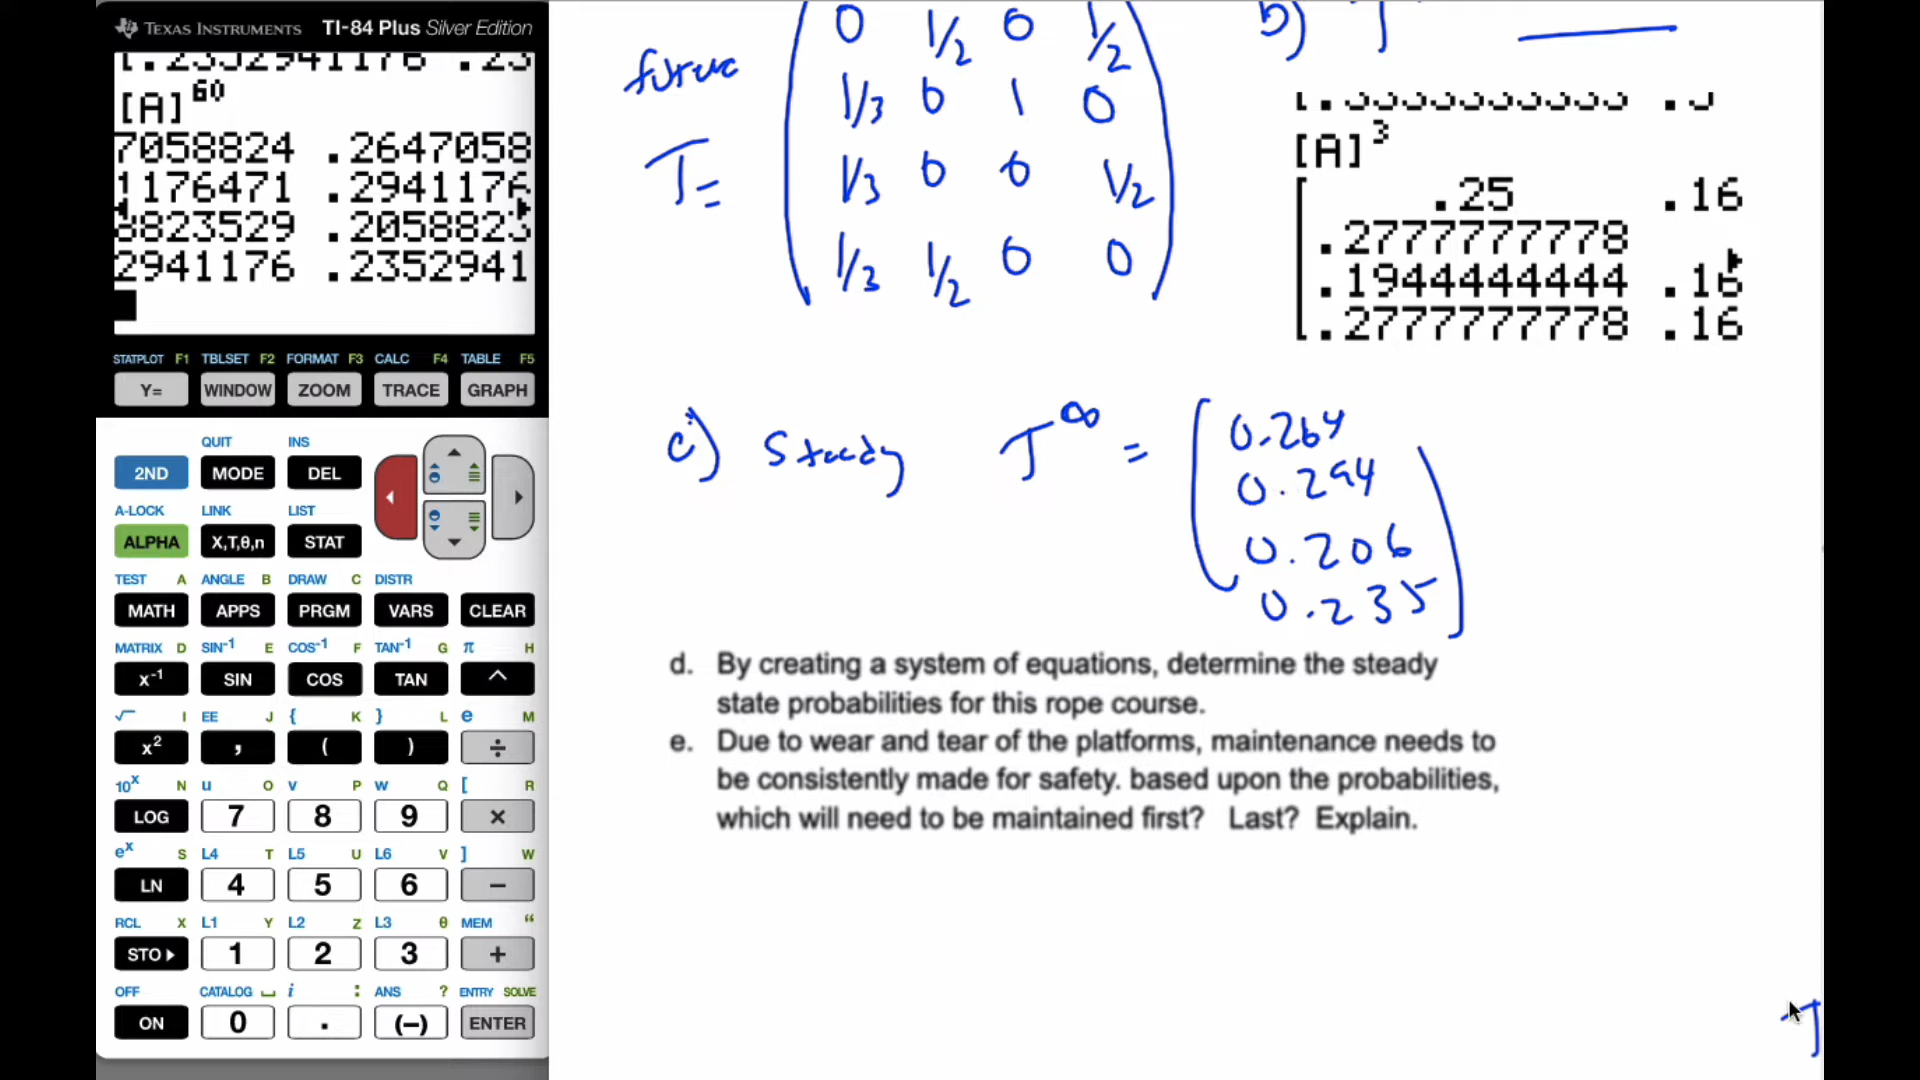 TEXAS INSTRUMENTS TI-84 Plus Silver Edition
[.2352941176 .23
[A]^60
7058824 .2647058
1176471 .2941176
8823529 .2058823
2941176 .2352941
STATPLOT F1 TBLSET F2 FORMAT F3 CALC F4 TABLE F5
Y= WINDOW ZOOM TRACE GRAPH
QUIT INS
2ND MODE DEL
A-LOCK LINK LIST
ALPHA X,T,θ,n STAT
TEST A ANGLE B DRAW C DISTR
MATH APPS PRGM VARS CLEAR
MATRIX D SIN⁻¹ E COS⁻¹ F TAN⁻¹ G π H
x⁻¹ SIN COS TAN ^
√ I EE J { K } L e M
x² , ( ) ÷
10ˣ N u O v P w Q [ R
LOG 7 8 9 ×
eˣ S L4 T L5 U L6 V ] W
LN 4 5 6 −
RCL X L1 Y L2 Z L3 θ MEM “
STO▶ 1 2 3 +
OFF CATALOG ␣ i : ANS ? ENTRY SOLVE
ON 0 . (−) ENTER
future
T=
0 1/2 0 1/2
1/3 0 1 0
1/3 0 0 1/2
1/3 1/2 0 0
b) T
[.3333333333 .3
[A]^3
[ .25 .16
.2777777778
.1944444444 .16
[.2777777778 .16
c) Steady T^∞ =
0.264
0.294
0.206
0.235
d. By creating a system of equations, determine the steady
state probabilities for this rope course.
e. Due to wear and tear of the platforms, maintenance needs to
be consistently made for safety. based upon the probabilities,
which will need to be maintained first? Last? Explain.
T